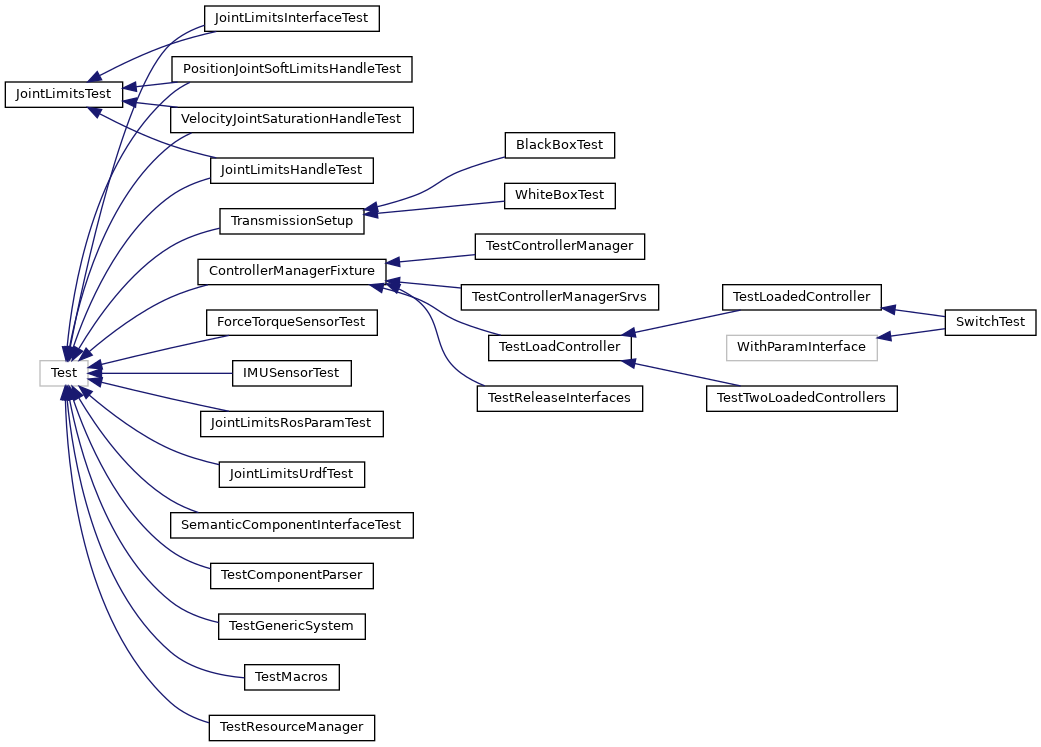 JointLimitsInterfaceTest
PositionJointSoftLimitsHandleTest
JointLimitsTest
VelocityJointSaturationHandleTest
BlackBoxTest
JointLimitsHandleTest
WhiteBoxTest
TransmissionSetup
TestControllerManager
ControllerManagerFixture
TestControllerManagerSrvs
TestLoadedController
ForceTorqueSensorTest
SwitchTest
TestLoadController
WithParamInterface
Test
IMUSensorTest
TestReleaseInterfaces
TestTwoLoadedControllers
JointLimitsRosParamTest
JointLimitsUrdfTest
SemanticComponentInterfaceTest
TestComponentParser
TestGenericSystem
TestMacros
TestResourceManager